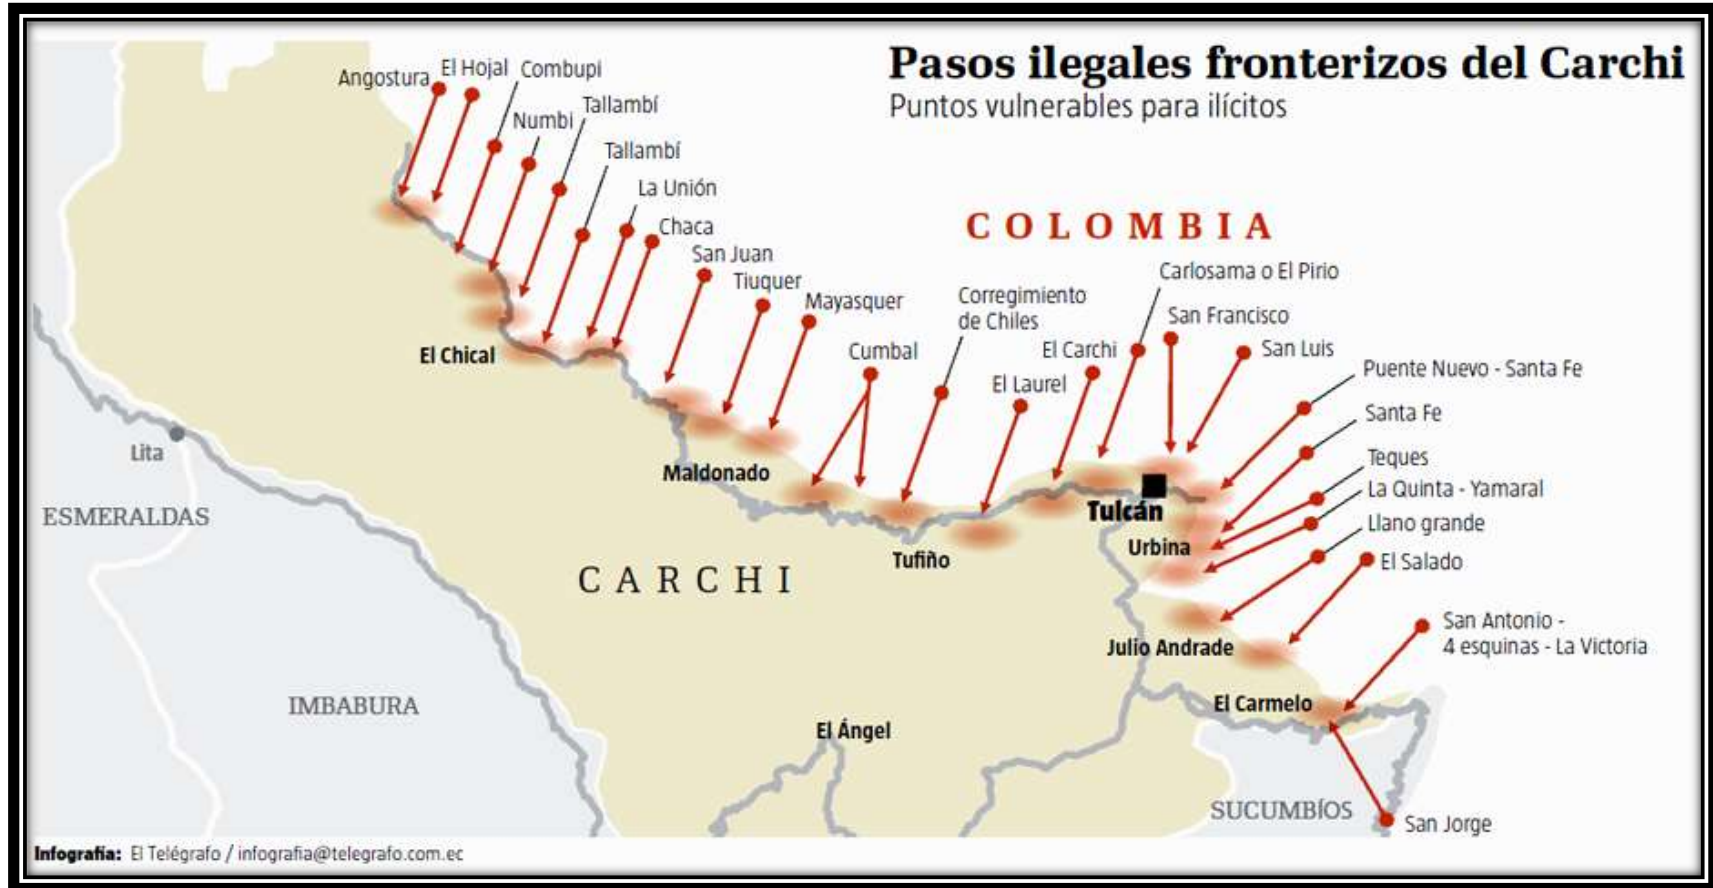 Pasos ilegales fronterizos del Carchi
Puntos vulnerables para ilícitos
Angostura
El Hojal
Combupi
Numbi
Tallambí
Tallambí
La Unión
Chaca
San Juan
Tiuquer
Mayasquer
Cumbal
Corregimiento
de Chiles
El Laurel
El Carchi
Carlosama o El Pirio
San Francisco
San Luis
Puente Nuevo - Santa Fe
Santa Fe
Teques
La Quinta - Yamaral
Llano grande
El Salado
San Antonio -
4 esquinas - La Victoria
San Jorge
COLOMBIA
El Chical
Maldonado
Tufiño
Tulcán
Urbina
Julio Andrade
El Carmelo
El Ángel
Lita
ESMERALDAS
CARCHI
IMBABURA
SUCUMBÍOS
Infografía: El Telégrafo / infografia@telegrafo.com.ec